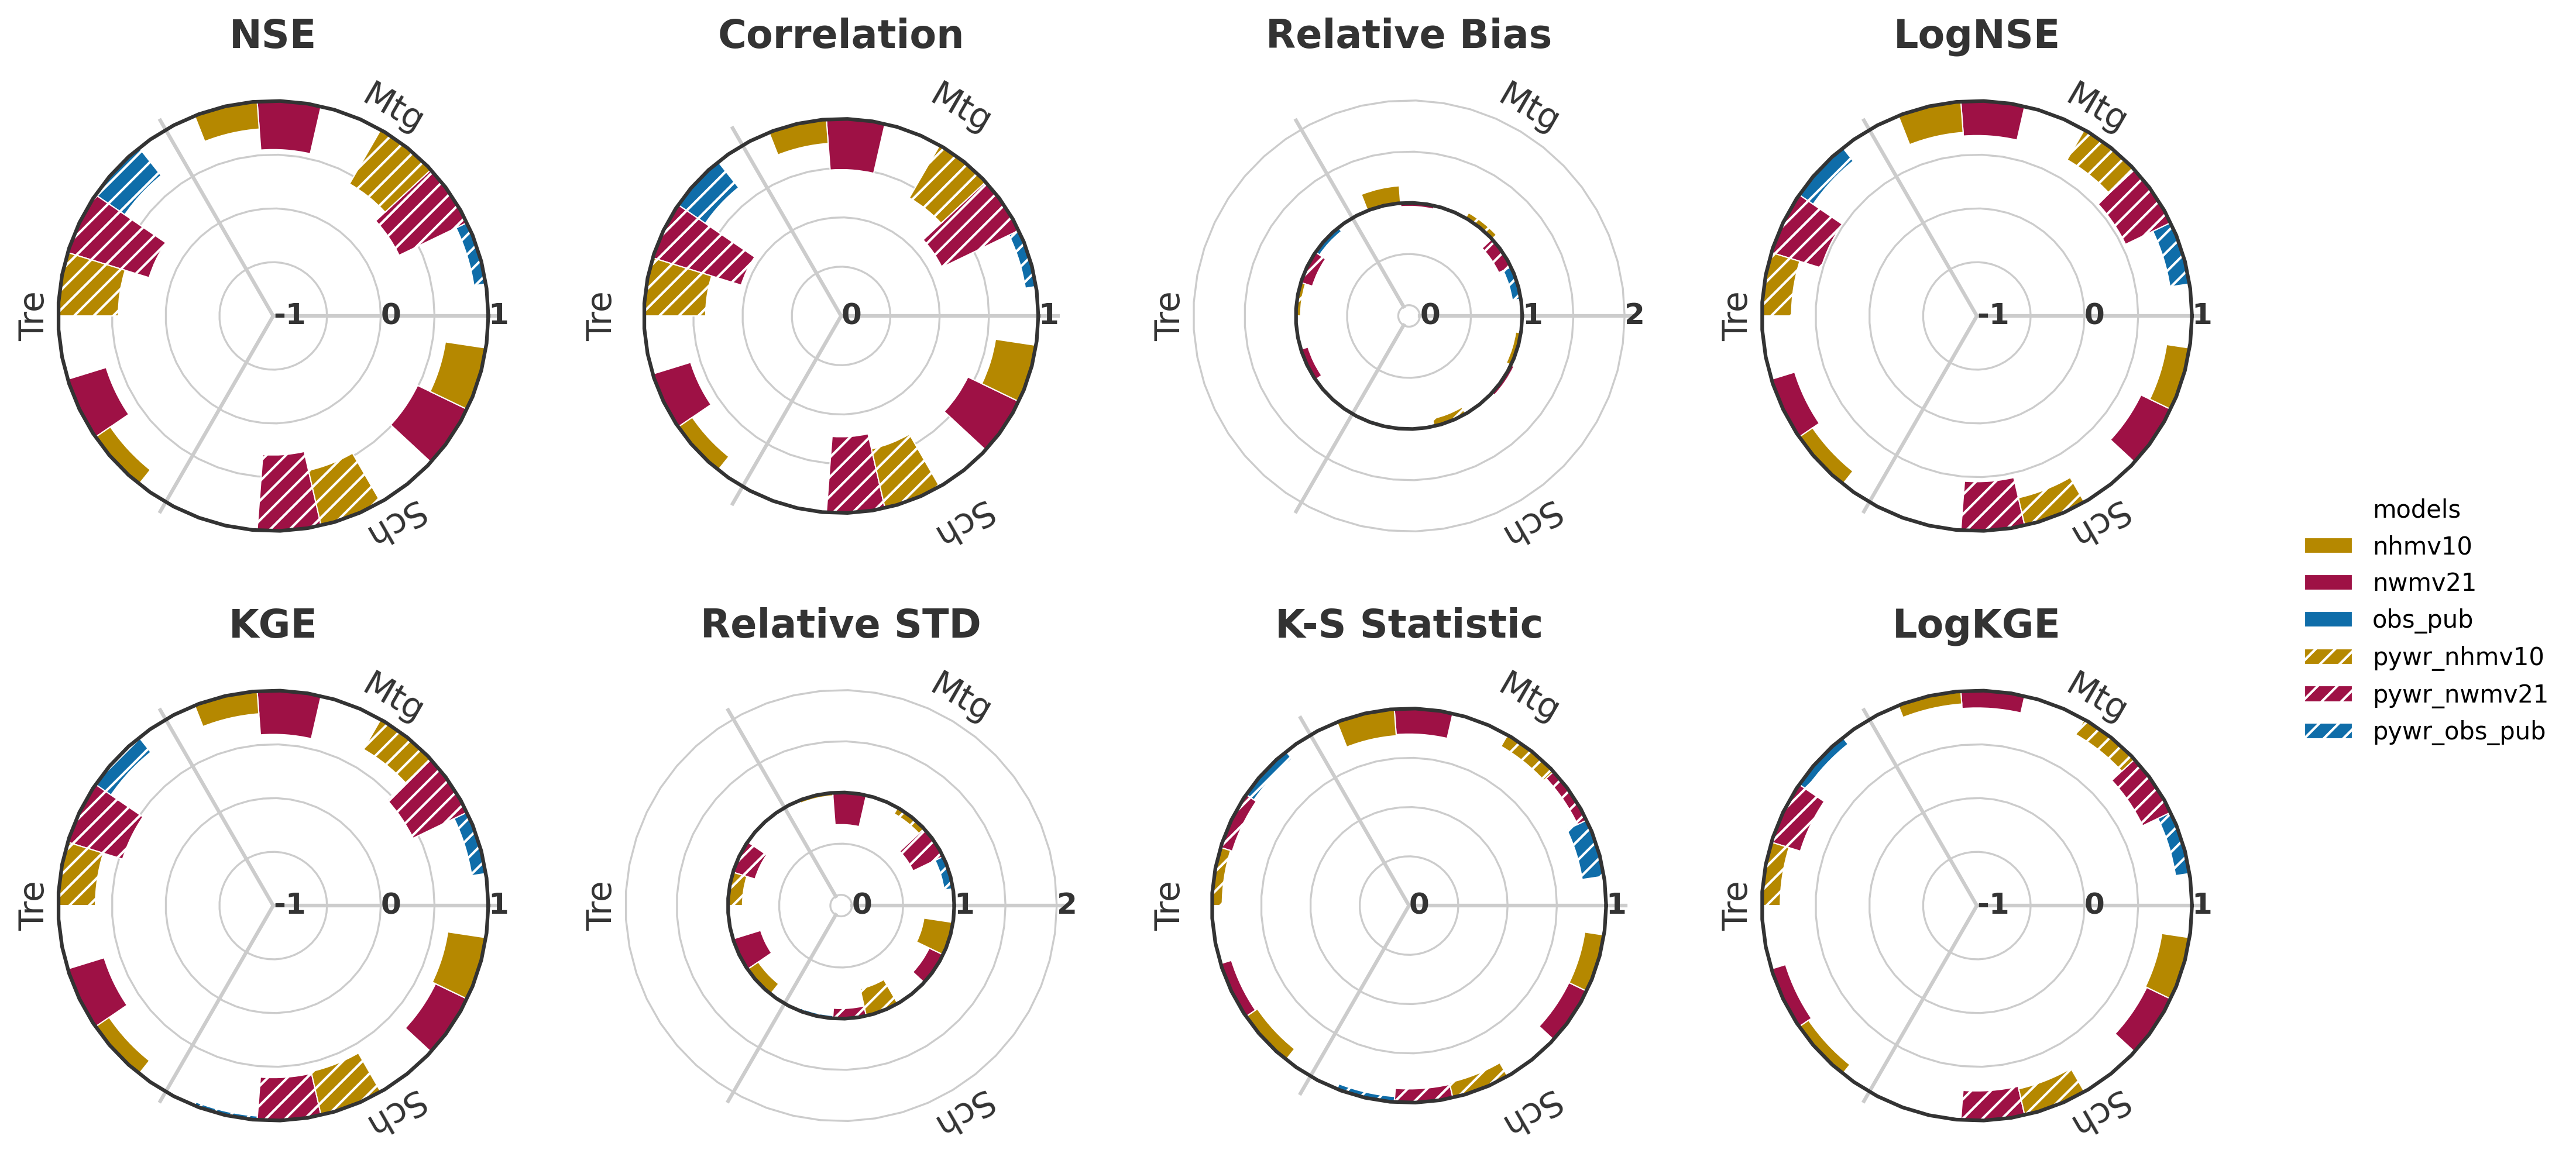 NSE
Mtg
Tre
Sch
-1 0 1
Correlation
Mtg
Tre
Sch
0 1
Relative Bias
Mtg
Tre
Sch
0 1 2
LogNSE
Mtg
Tre
Sch
-1 0 1
KGE
Mtg
Tre
Sch
-1 0 1
Relative STD
Mtg
Tre
Sch
0 1 2
K-S Statistic
Mtg
Tre
Sch
0 1
LogKGE
Mtg
Tre
Sch
-1 0 1
models
nhmv10
nwmv21
obs_pub
pywr_nhmv10
pywr_nwmv21
pywr_obs_pub